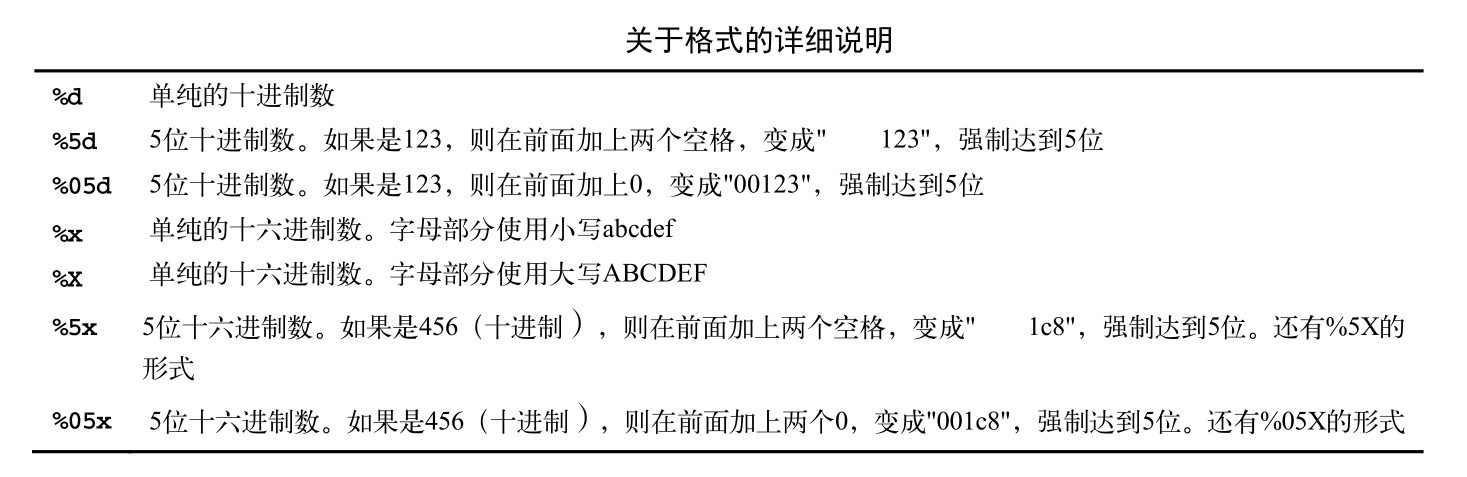 关于格式的详细说明
%d 单纯的十进制数
%5d 5位十进制数。如果是123，则在前面加上两个空格，变成"  123"，强制达到5位
%05d 5位十进制数。如果是123，则在前面加上0，变成"00123"，强制达到5位
%x 单纯的十六进制数。字母部分使用小写abcdef
%X 单纯的十六进制数。字母部分使用大写ABCDEF
%5x 5位十六进制数。如果是456（十进制），则在前面加上两个空格，变成"  1c8"，强制达到5位。还有%5X的
形式
%05x 5位十六进制数。如果是456（十进制），则在前面加上两个0，变成"001c8"，强制达到5位。还有%05X的形式